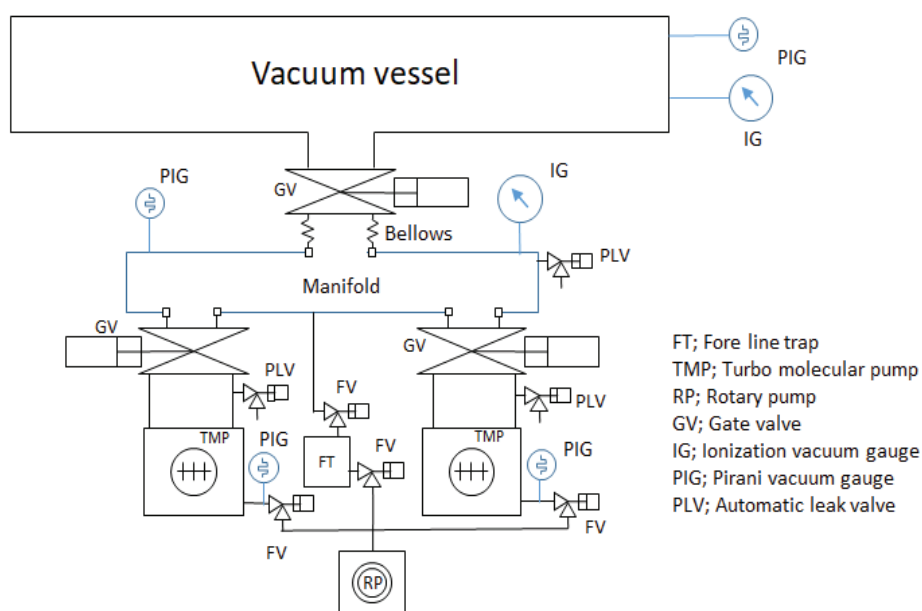 Vacuum vessel
PIG
IG
PIG
GV
IG
Bellows
PLV
Manifold
GV
GV
PLV
FV
PLV
TMP
PIG
FT
FV
TMP
PIG
FV
FV
RP
FT; Fore line trap
TMP; Turbo molecular pump
RP; Rotary pump
GV; Gate valve
IG; Ionization vacuum gauge
PIG; Pirani vacuum gauge
PLV; Automatic leak valve